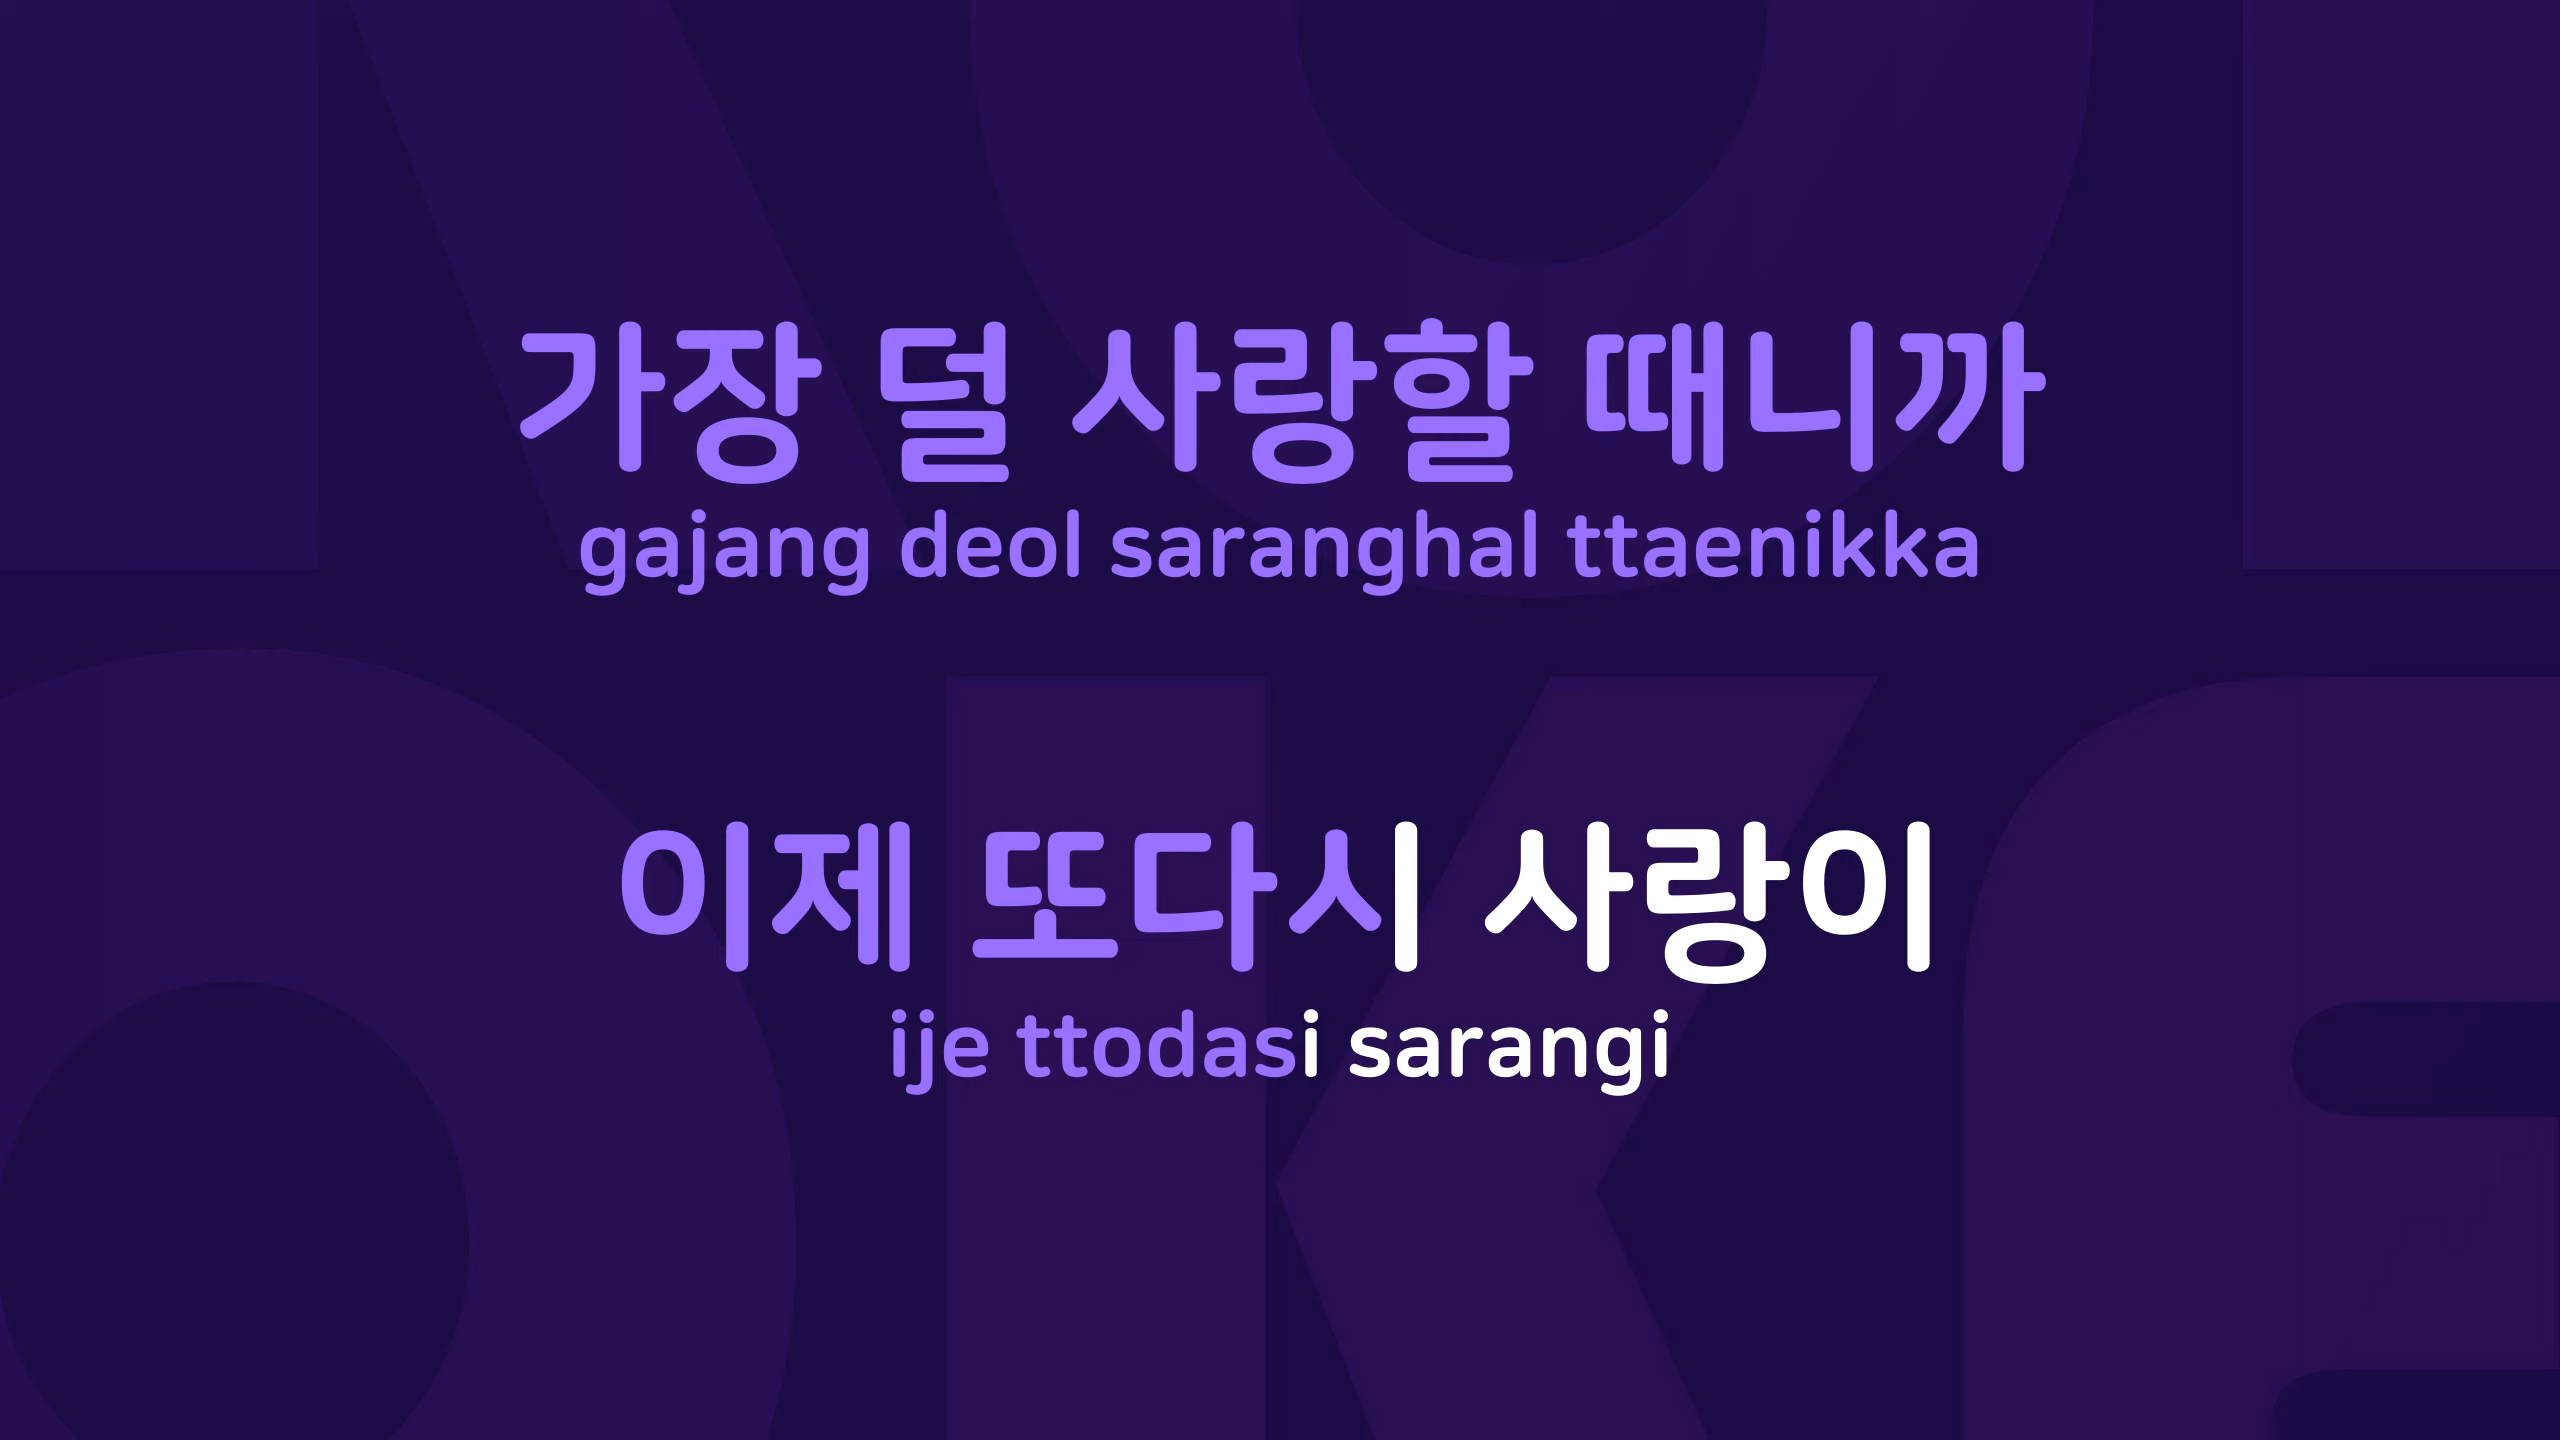 가장 덜 사랑할 때니까
gajang deol saranghal ttaenikka
이제 또다시 사랑이
ije ttodasi sarangi